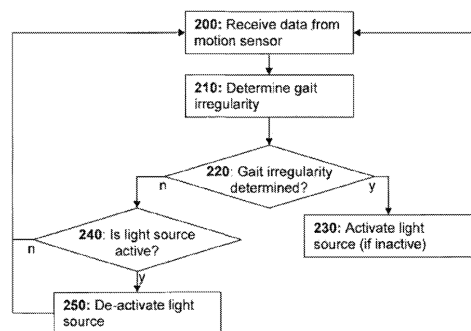 200: Receive data from
motion sensor
210: Determine gait
irregularity
220: Gait irregularity
determined?
n
y
240: Is light source
active?
230: Activate light
source (if inactive)
n
y
250: De-activate light
source